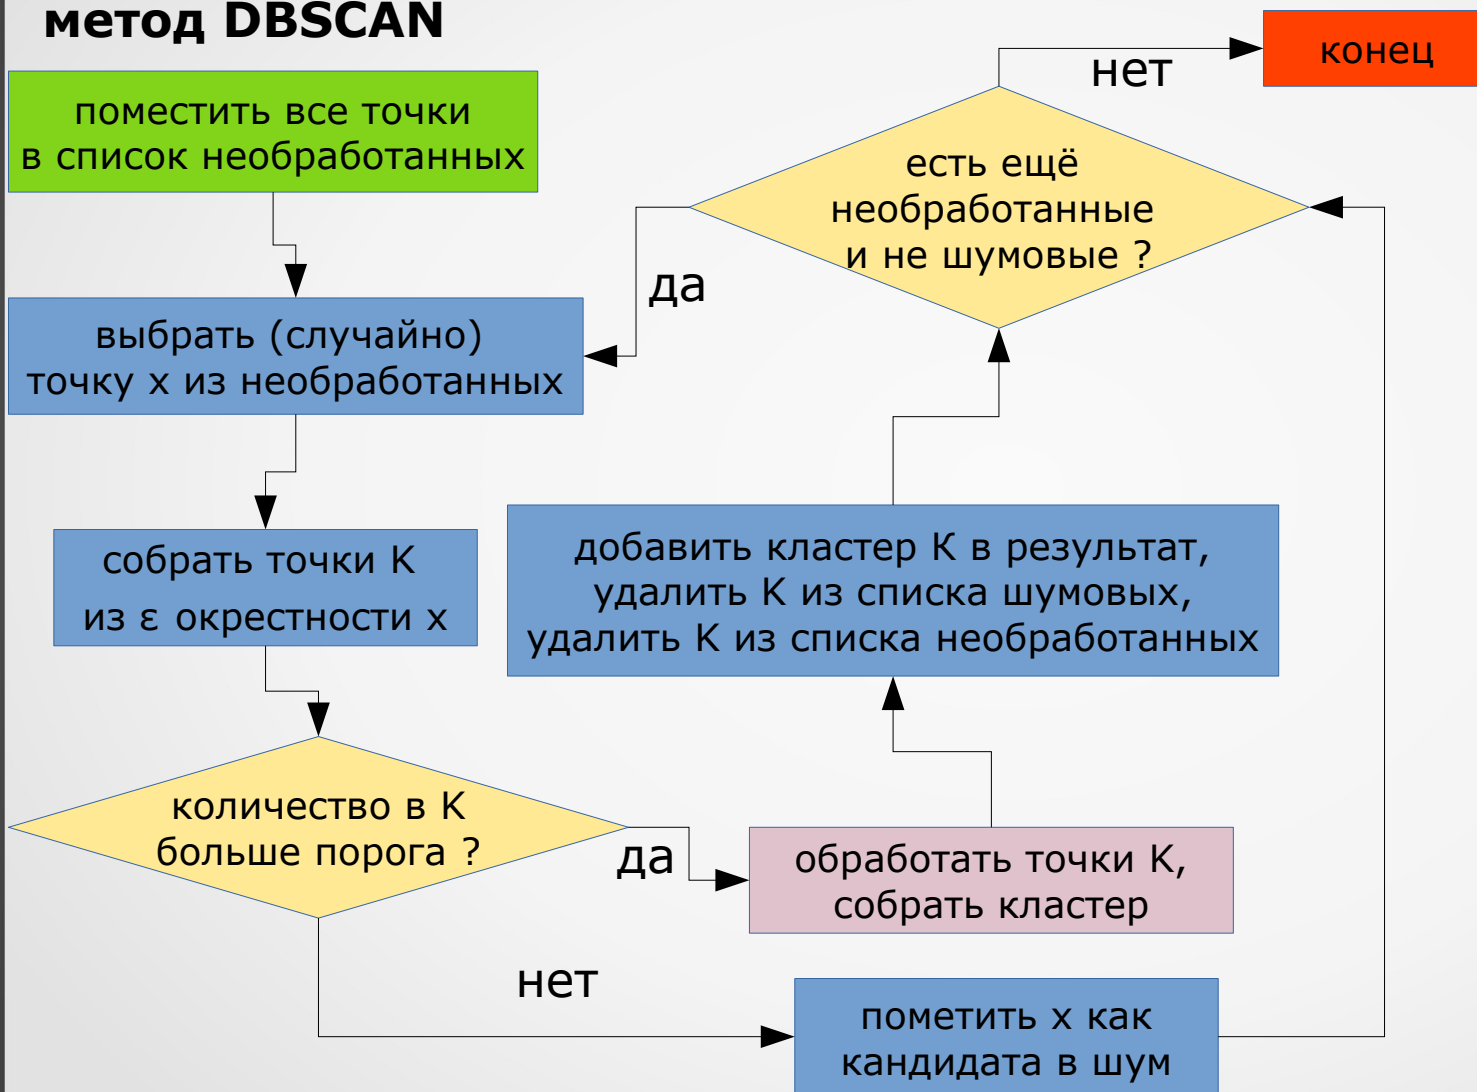 метод DBSCAN
поместить все точки
в список необработанных
выбрать (случайно)
точку x из необработанных
собрать точки K
из ε окрестности x
количество в K
больше порога ?
да
нет
обработать точки K,
собрать кластер
пометить x как
кандидата в шум
добавить кластер K в результат,
удалить K из списка шумовых,
удалить K из списка необработанных
есть ещё
необработанные
и не шумовые ?
да
нет
конец